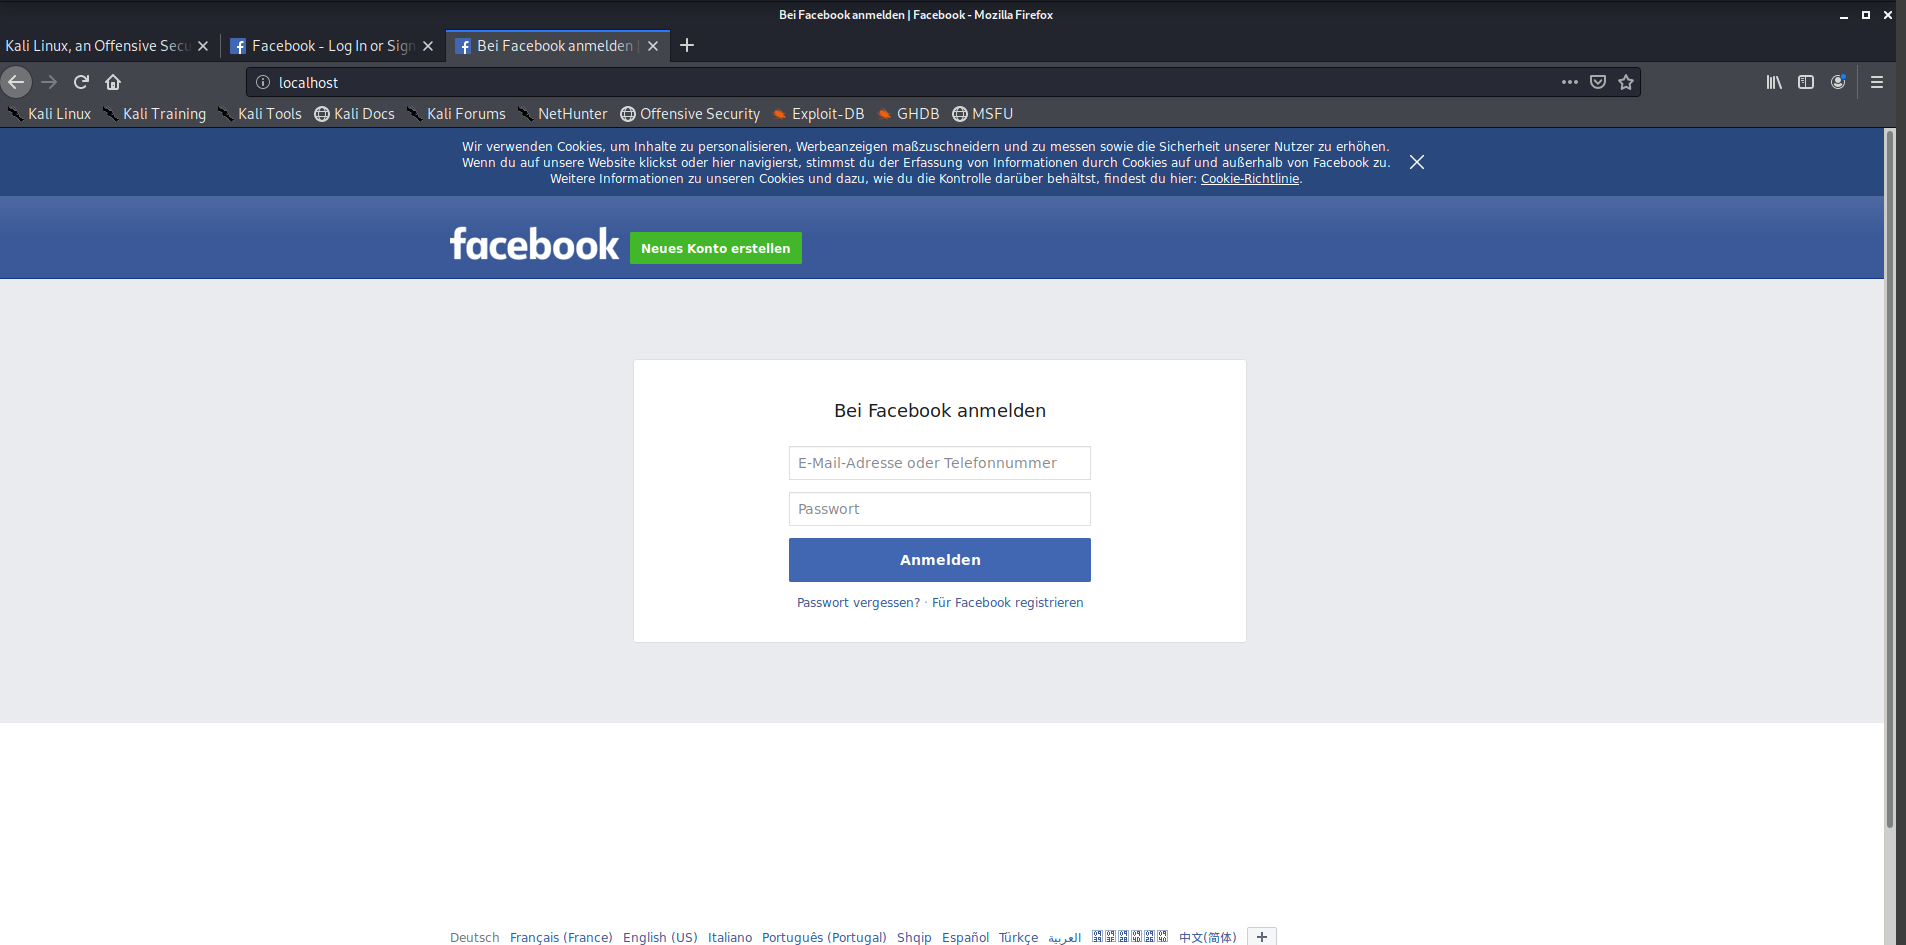 Bei Facebook anmelden | Facebook - Mozilla Firefox
Kali Linux, an Offensive Secu
Facebook - Log In or Sign
Bei Facebook anmelden |
localhost
Kali Linux Kali Training Kali Tools Kali Docs Kali Forums NetHunter Offensive Security Exploit-DB GHDB MSFU
Wir verwenden Cookies, um Inhalte zu personalisieren, Werbeanzeigen maßzuschneidern und zu messen sowie die Sicherheit unserer Nutzer zu erhöhen.
Wenn du auf unsere Website klickst oder hier navigierst, stimmst du der Erfassung von Informationen durch Cookies auf und außerhalb von Facebook zu.
Weitere Informationen zu unseren Cookies und dazu, wie du die Kontrolle darüber behältst, findest du hier: Cookie-Richtlinie.
facebook
Neues Konto erstellen
Bei Facebook anmelden
E-Mail-Adresse oder Telefonnummer
Passwort
Anmelden
Passwort vergessen? · Für Facebook registrieren
Deutsch Français (France) English (US) Italiano Português (Portugal) Shqip Español Türkçe العربية 中文(简体) +